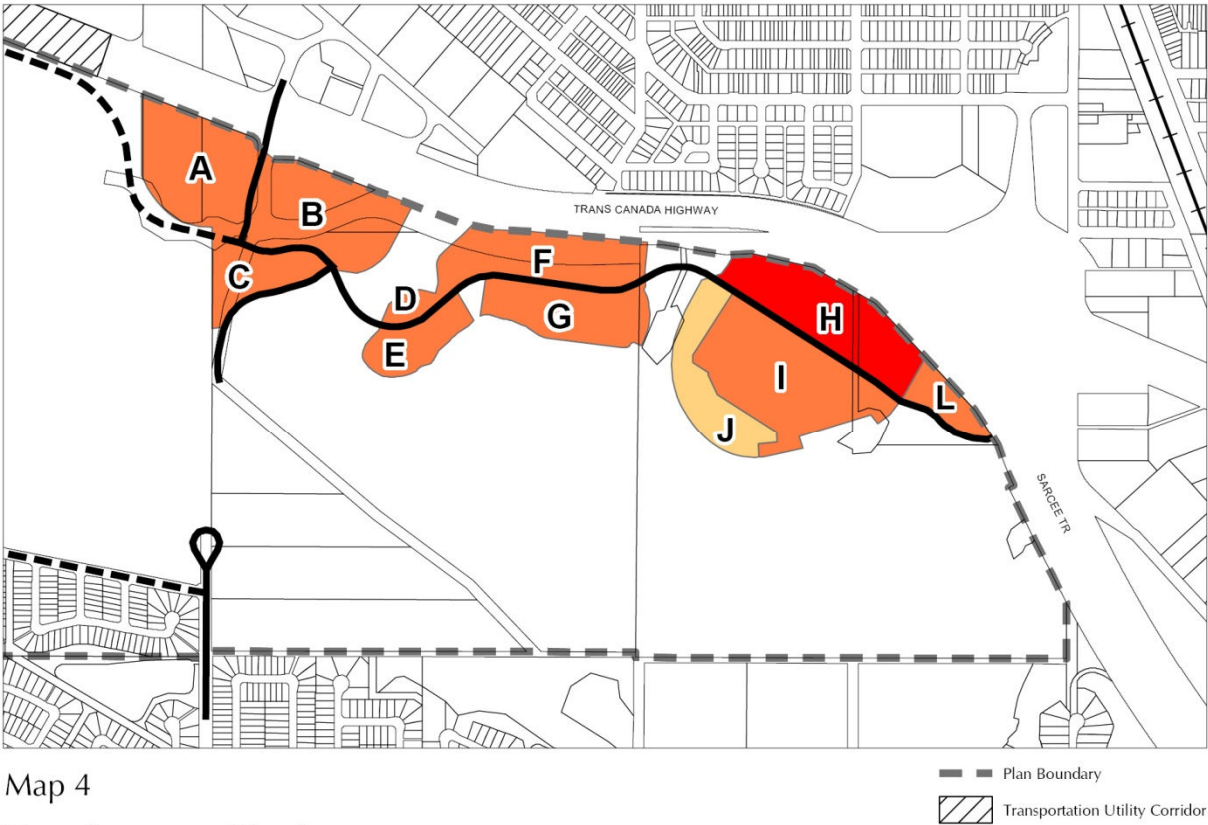 A
B
TRANS CANADA HIGHWAY
C
D
F
G
H
E
I
L
J
SARCEE TR
Map 4
Plan Boundary
Transportation Utility Corridor